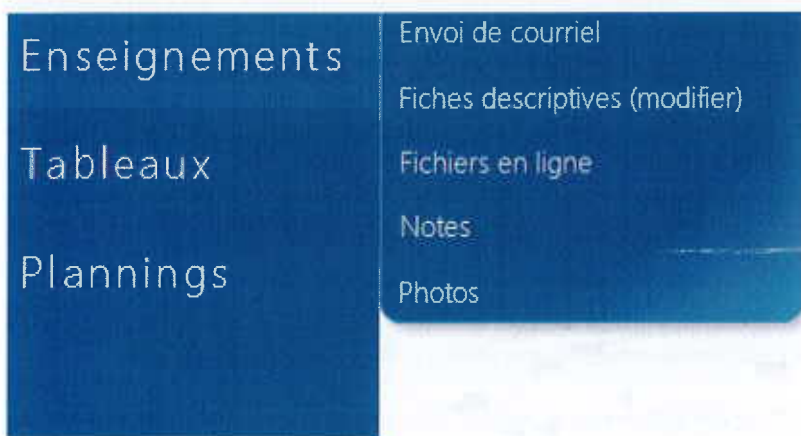 Enseignements
Tableaux
Plannings
Envoi de courriel
Fiches descriptives (modifier)
Fichiers en ligne
Notes
Photos